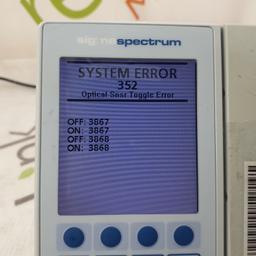 sigmaspectrum
SYSTEM ERROR
352
Optical Snsr Toggle Error
OFF: 3867
ON: 3867
OFF: 3868
ON: 3868